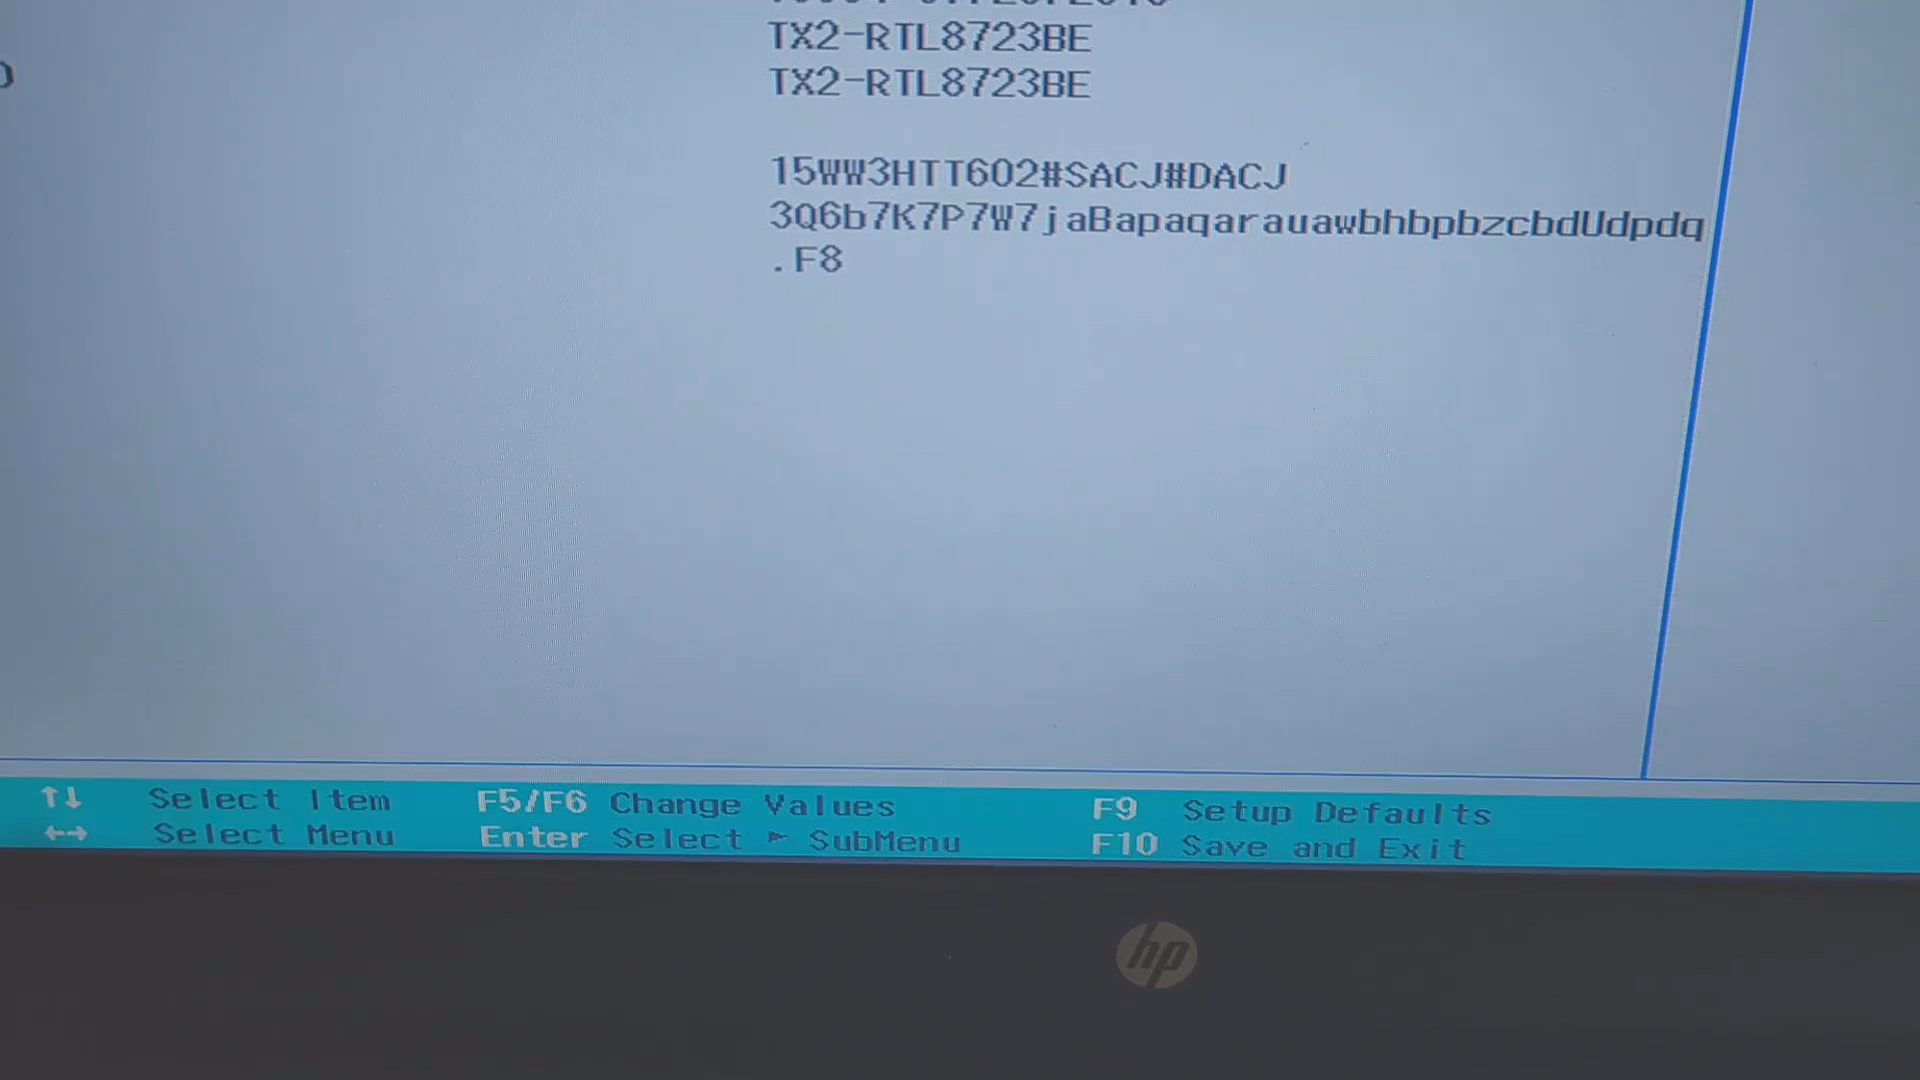 TX2-RTL8723BE
TX2-RTL8723BE
15WW3HTT602#SACJ#DACJ
3Q6b7K7P7W7jaBapaqarauawbhbpbzcbdUdpdq
.F8
↑↓ Select Item F5/F6 Change Values F9 Setup Defaults
←→ Select Menu Enter Select ► SubMenu F10 Save and Exit
hp